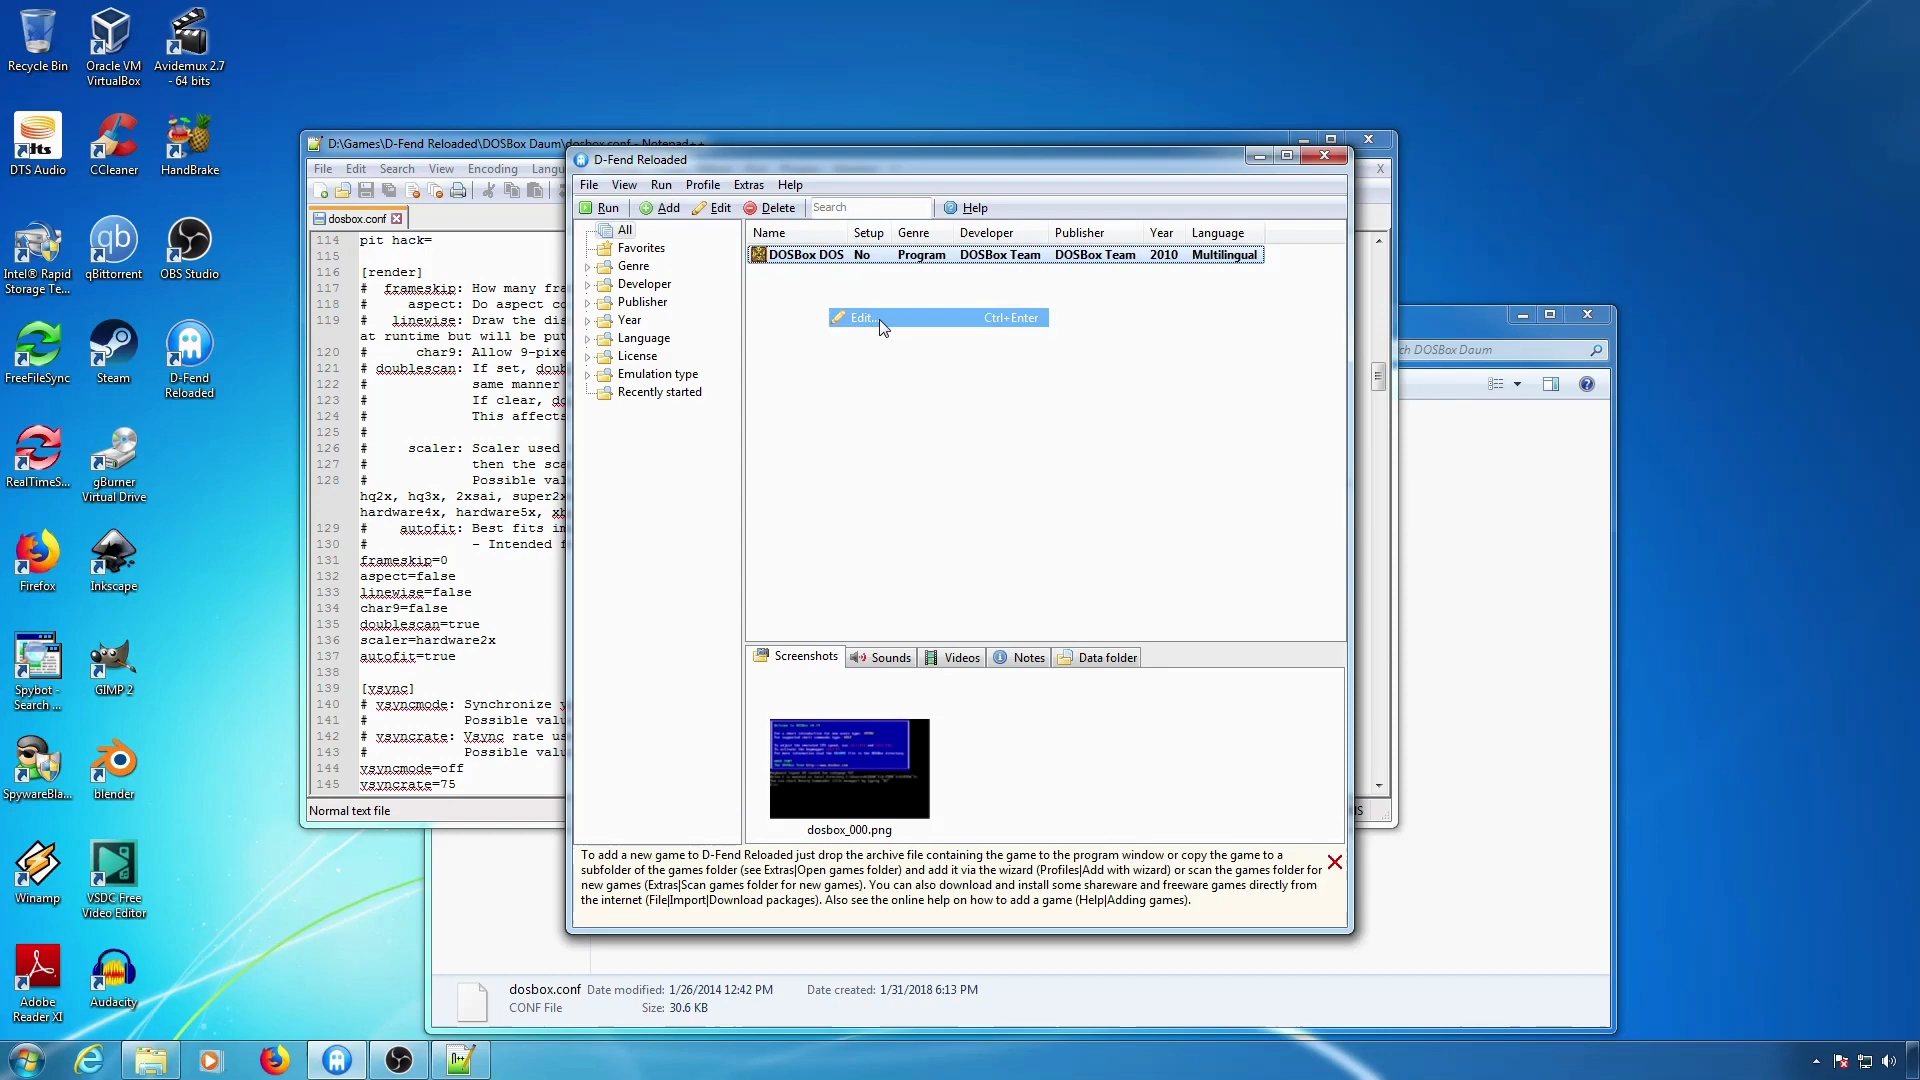 Recycle Bin
Oracle VM
VirtualBox
Avidemux 2.7
- 64 bits
DTS Audio
CCleaner
HandBrake
Intel® Rapid
Storage Te...
qBittorrent
OBS Studio
FreeFileSync
Steam
D-Fend
Reloaded
RealTimeS...
gBurner
Virtual Drive
Firefox
Inkscape
Spybot -
Search ...
GIMP 2
SpywareBla...
blender
Winamp
VSDC Free
Video Editor
Adobe
Reader XI
Audacity
D:\Games\D-Fend Reloaded\DOSBox Daum\dosbox.conf - Notepad++
File Edit Search View Encoding Langu
X
dosbox.conf
114 pit hack=
115
116 [render]
117 # frameskip: How many fra
118 # aspect: Do aspect co
119 # linewise: Draw the dis
at runtime but will be put
120 # char9: Allow 9-pixe
121 # doublescan: If set, doub
122 # same manner
123 # If clear, do
124 # This affects
125 #
126 # scaler: Scaler used
127 # then the sca
128 # Possible val
hq2x, hq3x, 2xsai, super2x
hardware4x, hardware5x, xb
129 # autofit: Best fits im
130 # - Intended f
131 frameskip=0
132 aspect=false
133 linewise=false
134 char9=false
135 doublescan=true
136 scaler=hardware2x
137 autofit=true
138
139 [vsync]
140 # vsyncmode: Synchronize v
141 # Possible valu
142 # vsyncrate: Vsync rate us
143 # Possible valu
144 vsyncmode=off
145 vsyncrate=75
Normal text file
D-Fend Reloaded
File View Run Profile Extras Help
Run Add Edit Delete Search Help
All
Favorites
Genre
Developer
Publisher
Year
Language
License
Emulation type
Recently started
Name Setup Genre Developer Publisher Year Language
DOSBox DOS No Program DOSBox Team DOSBox Team 2010 Multilingual
Edit... Ctrl+Enter
Screenshots Sounds Videos Notes Data folder
dosbox_000.png
To add a new game to D-Fend Reloaded just drop the archive file containing the game to the program window or copy the game to a
subfolder of the games folder (see Extras|Open games folder) and add it via the wizard (Profiles|Add with wizard) or scan the games folder for
new games (Extras|Scan games folder for new games). You can also download and install some shareware and freeware games directly from
the internet (File|Import|Download packages). Also see the online help on how to add a game (Help|Adding games).
ch DOSBox Daum
dosbox.conf Date modified: 1/26/2014 12:42 PM Date created: 1/31/2018 6:13 PM
CONF File Size: 30.6 KB